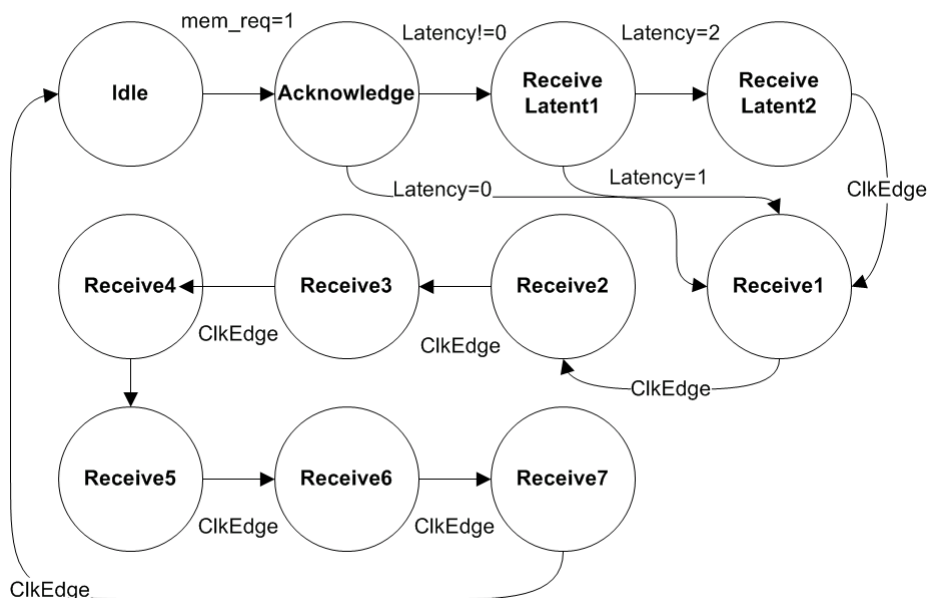 mem_req=1
Latency!=0
Latency=2
Idle
Acknowledge
Receive
Latent1
Receive
Latent2
Latency=0
Latency=1
ClkEdge
Receive4
Receive3
Receive2
Receive1
ClkEdge
ClkEdge
ClkEdge
Receive5
Receive6
Receive7
ClkEdge
ClkEdge
ClkEdge